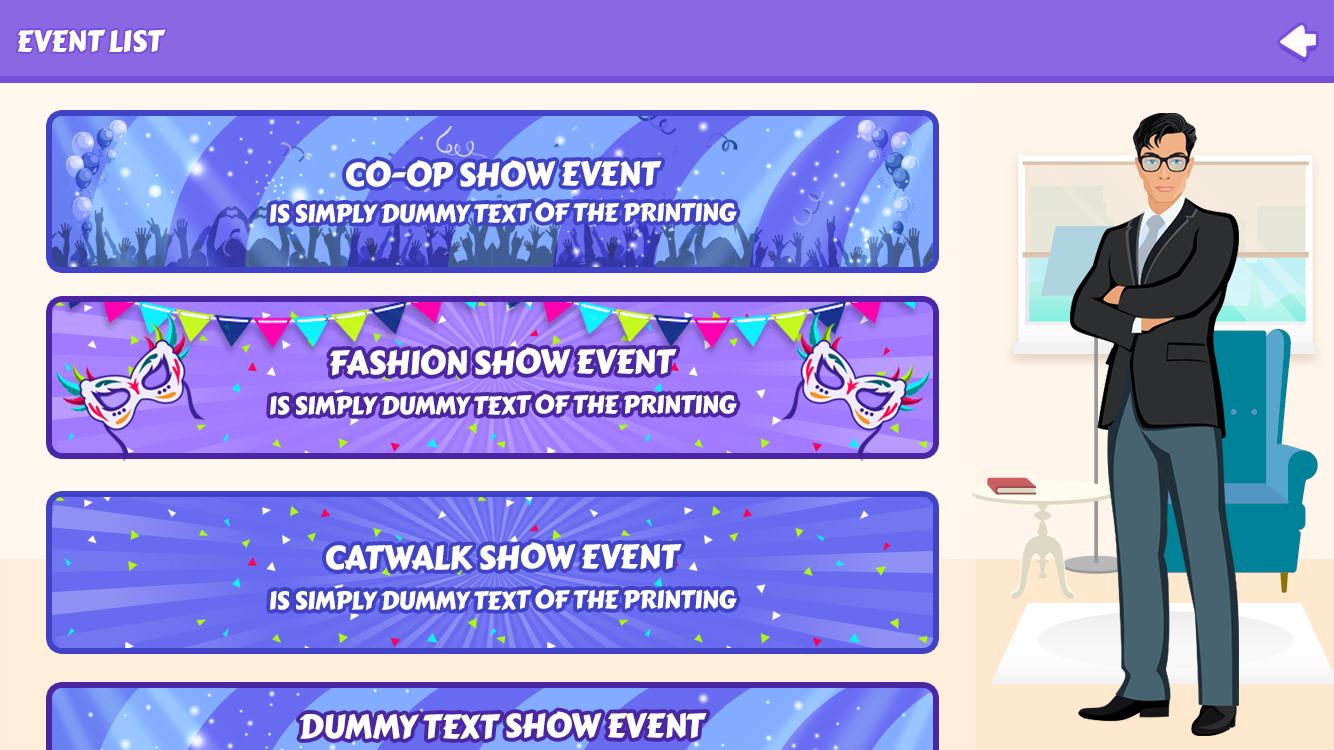 EVENT LIST
CO-OP SHOW EVENT
IS SIMPLY DUMMY TEXT OF THE PRINTING
FASHION SHOW EVENT
IS SIMPLY DUMMY TEXT OF THE PRINTING
CATWALK SHOW EVENT
IS SIMPLY DUMMY TEXT OF THE PRINTING
DUMMY TEXT SHOW EVENT